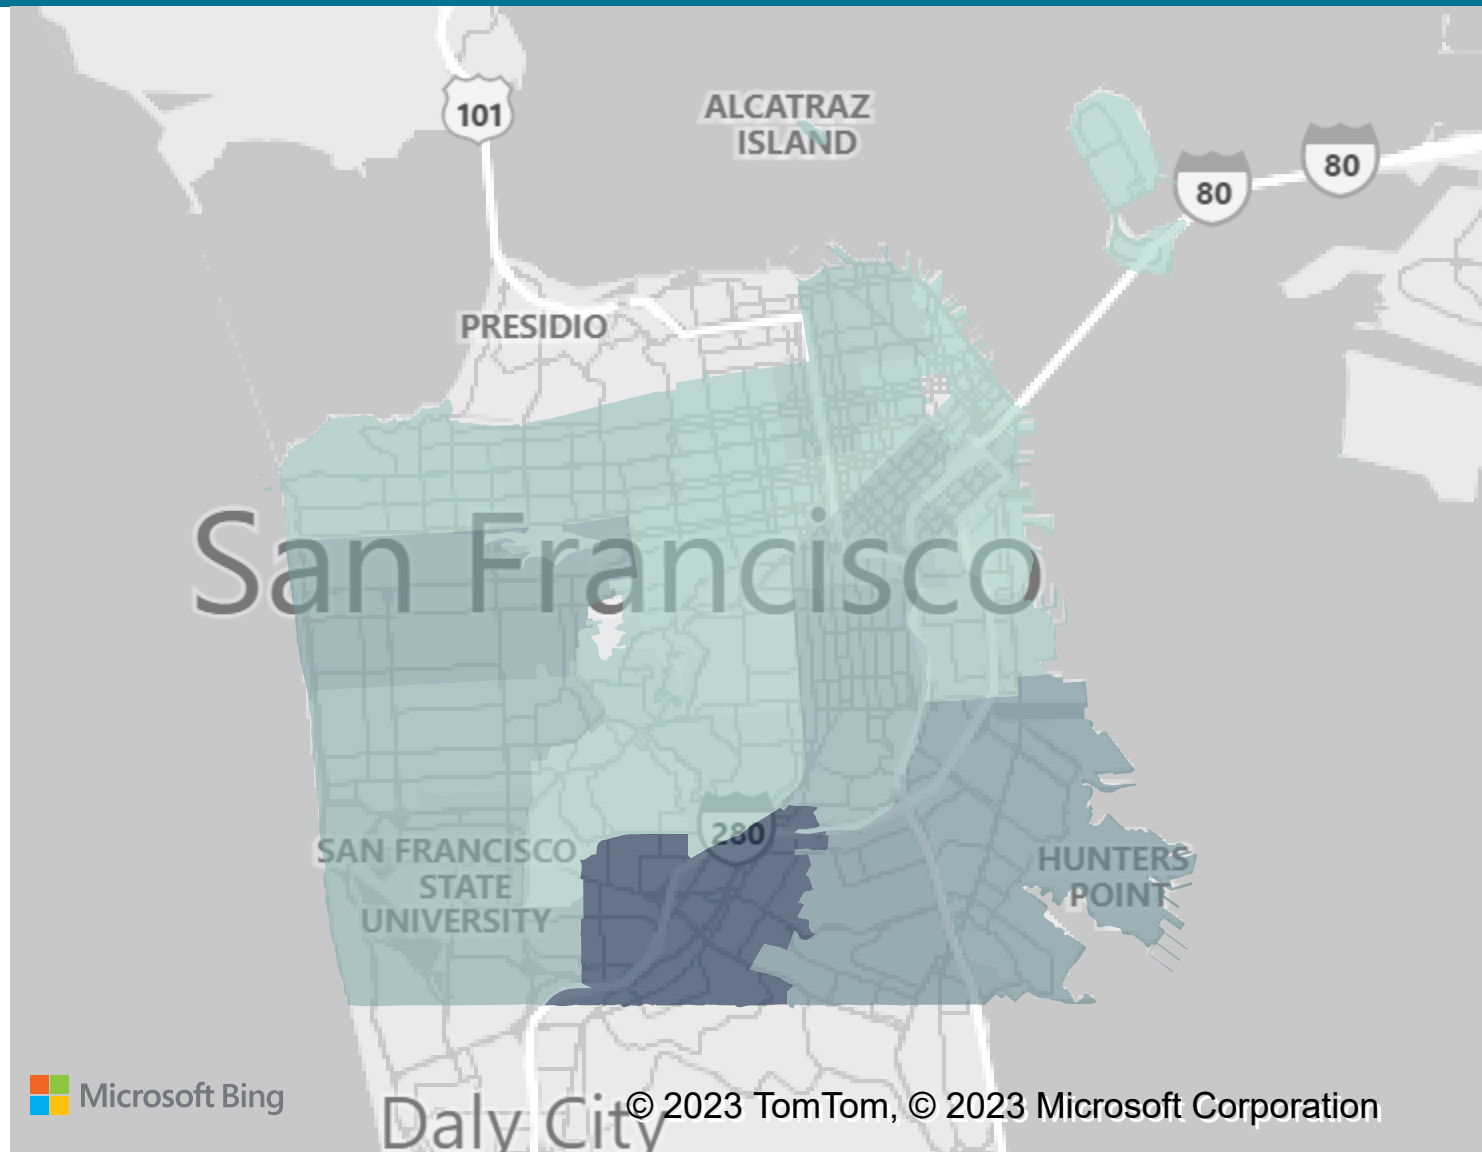 101
ALCATRAZ
ISLAND
80
80
PRESIDIO
San Francisco
280
SAN FRANCISCO
STATE
UNIVERSITY
HUNTERS
POINT
Microsoft Bing
Daly City
© 2023 TomTom, © 2023 Microsoft Corporation